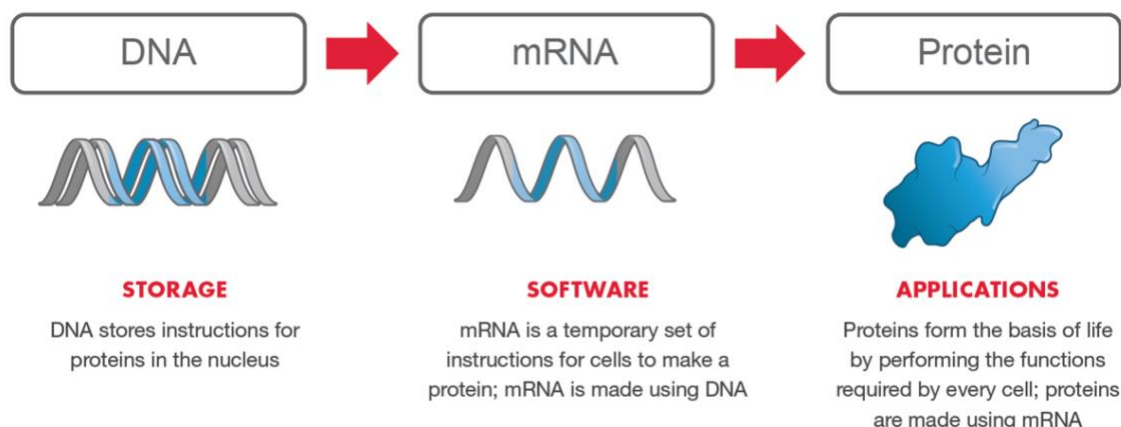 DNA
mRNA
Protein
STORAGE
DNA stores instructions for
proteins in the nucleus
SOFTWARE
mRNA is a temporary set of
instructions for cells to make a
protein; mRNA is made using DNA
APPLICATIONS
Proteins form the basis of life
by performing the functions
required by every cell; proteins
are made using mRNA